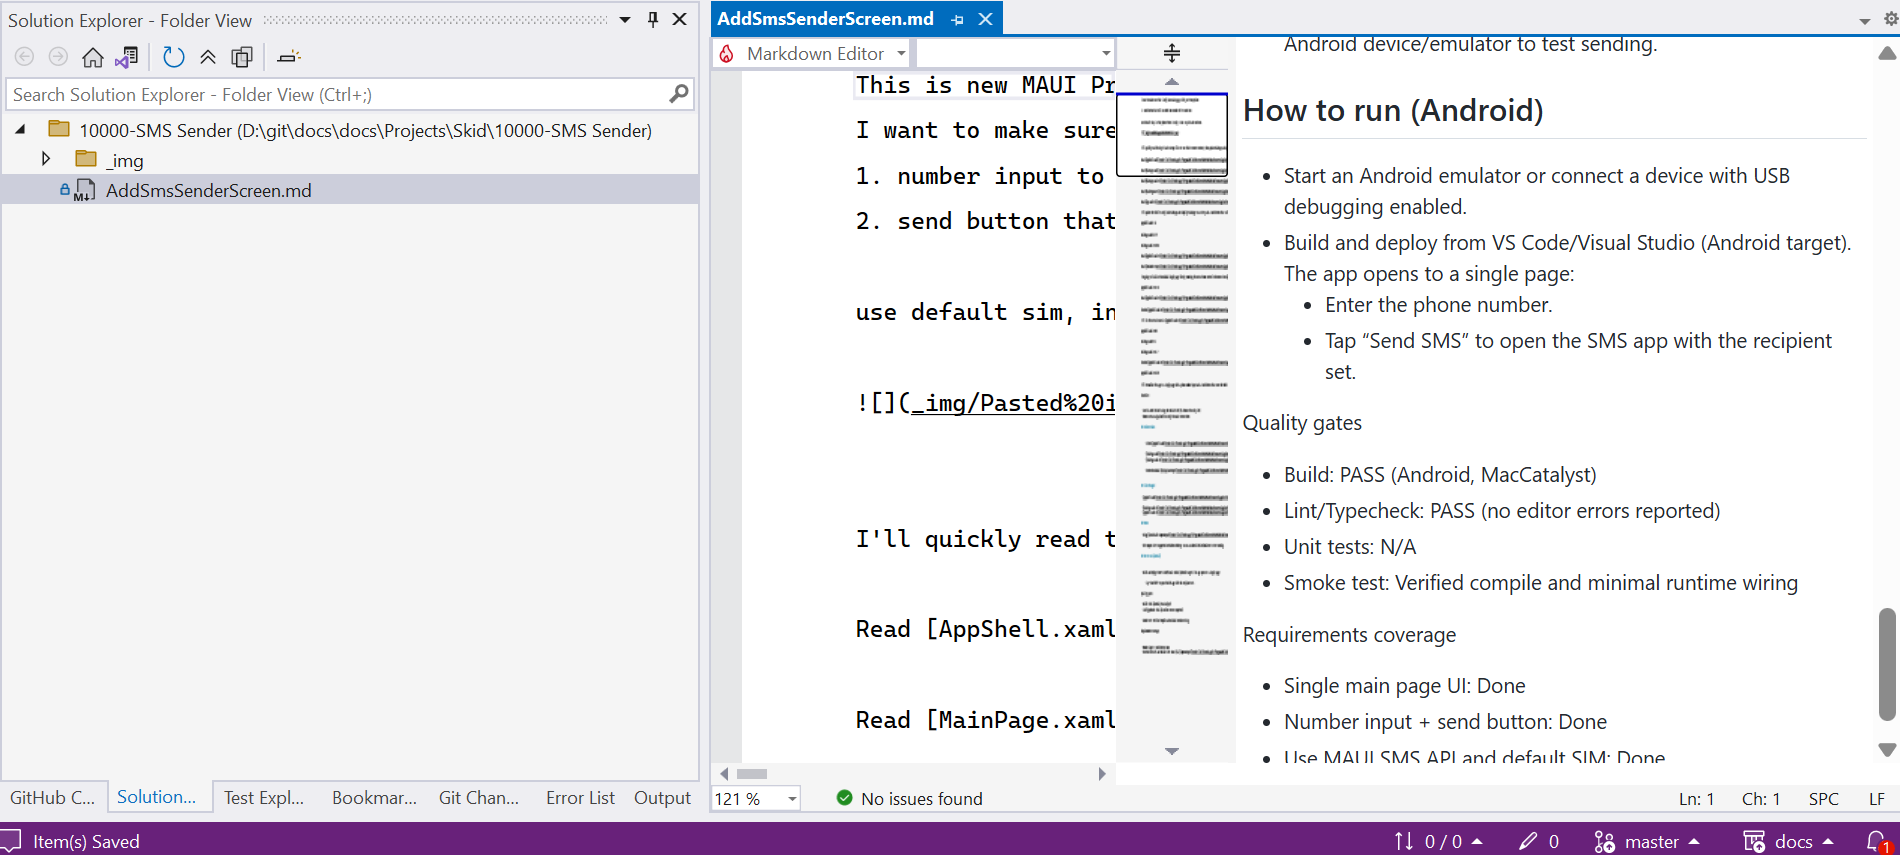 Solution Explorer - Folder View
Search Solution Explorer - Folder View (Ctrl+;)
10000-SMS Sender (D:\git\docs\docs\Projects\Skid\10000-SMS Sender)
_img
AddSmsSenderScreen.md
GitHub C...
Solution...
Test Expl...
Bookmar...
Git Chan...
Error List
Output
AddSmsSenderScreen.md
Markdown Editor
This is new MAUI Pr
I want to make sure
1. number input to
2. send button that
use default sim, in
![](_img/Pasted%20i
I'll quickly read t
Read [AppShell.xaml
Read [MainPage.xaml
Android device/emulator to test sending.
How to run (Android)
• Start an Android emulator or connect a device with USB
debugging enabled.
• Build and deploy from VS Code/Visual Studio (Android target).
The app opens to a single page:
• Enter the phone number.
• Tap “Send SMS” to open the SMS app with the recipient
set.
Quality gates
• Build: PASS (Android, MacCatalyst)
• Lint/Typecheck: PASS (no editor errors reported)
• Unit tests: N/A
• Smoke test: Verified compile and minimal runtime wiring
Requirements coverage
• Single main page UI: Done
• Number input + send button: Done
• Use MAUI SMS API and default SIM: Done
121 %
No issues found
Ln: 1
Ch: 1
SPC
LF
Item(s) Saved
0 / 0
0
master
docs
1